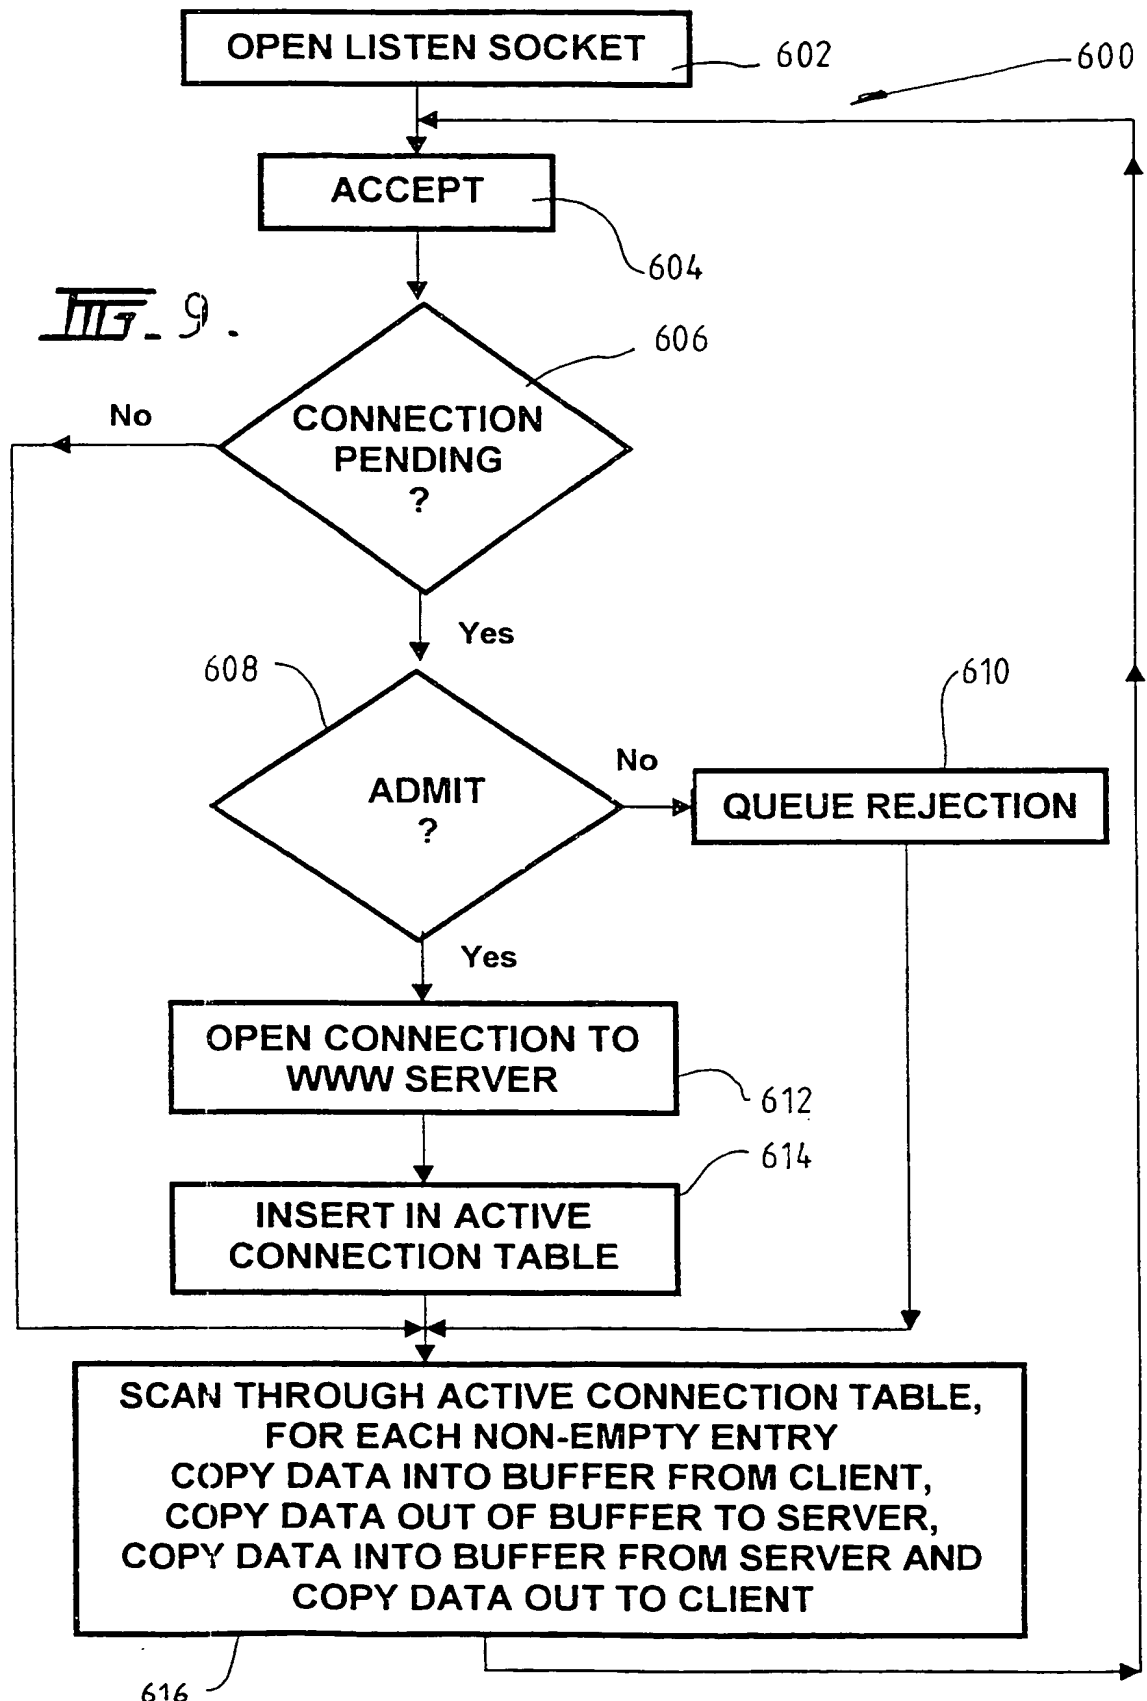 OPEN LISTEN SOCKET
602
600
ACCEPT
604
FIG. 9.
606
No
CONNECTION
PENDING
?
Yes
608
610
No
ADMIT
?
QUEUE REJECTION
Yes
OPEN CONNECTION TO
WWW SERVER
612
614
INSERT IN ACTIVE
CONNECTION TABLE
SCAN THROUGH ACTIVE CONNECTION TABLE,
FOR EACH NON-EMPTY ENTRY
COPY DATA INTO BUFFER FROM CLIENT,
COPY DATA OUT OF BUFFER TO SERVER,
COPY DATA INTO BUFFER FROM SERVER AND
COPY DATA OUT TO CLIENT
616